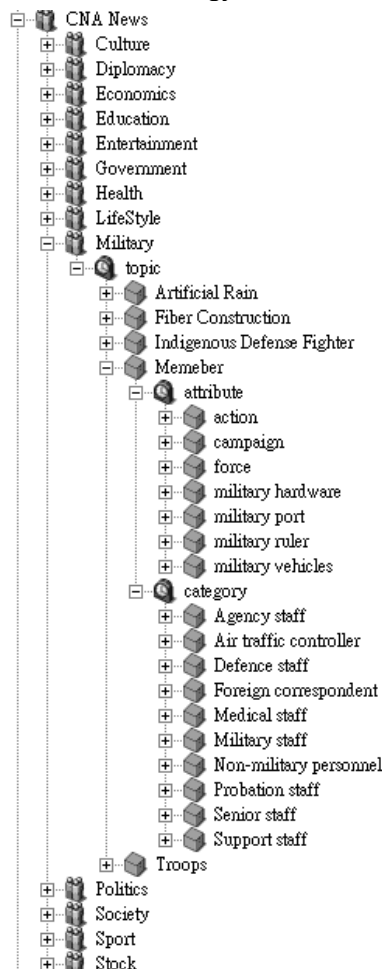 CNA News
Culture
Diplomacy
Economics
Education
Entertainment
Government
Health
LifeStyle
Military
topic
Artificial Rain
Fiber Construction
Indigenous Defense Fighter
Memeber
attribute
action
campaign
force
military hardware
military port
military ruler
military vehicles
category
Agency staff
Air traffic controller
Defence staff
Foreign correspondent
Medical staff
Military staff
Non-military personnel
Probation staff
Senior staff
Support staff
Troops
Politics
Society
Sport
Stock